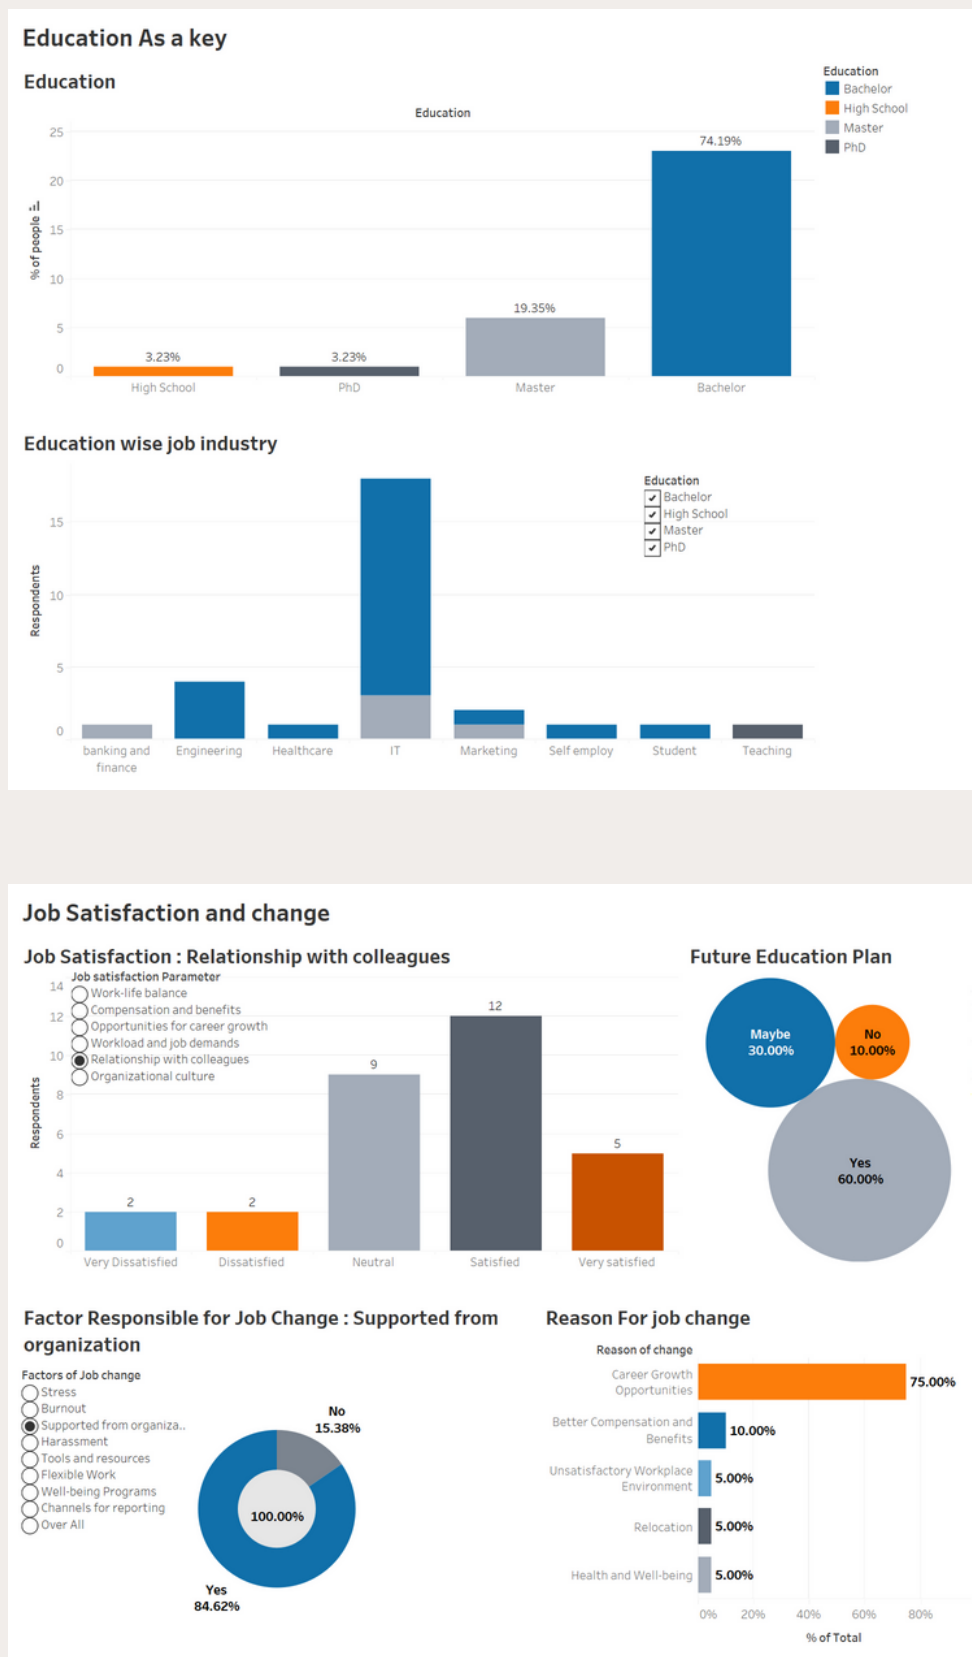 Education As a key
Education
Education
Bachelor
High School
Master
PhD
Education
25
20
15
10
5
0
% of people
3.23%
3.23%
19.35%
74.19%
High School
PhD
Master
Bachelor
Education wise job industry
Education
Bachelor
High School
Master
PhD
15
10
5
0
Respondents
banking and
finance
Engineering
Healthcare
IT
Marketing
Self employ
Student
Teaching
Job Satisfaction and change
Job Satisfaction : Relationship with colleagues
Job satisfaction Parameter
Work-life balance
Compensation and benefits
Opportunities for career growth
Workload and job demands
Relationship with colleagues
Organizational culture
14
12
10
8
6
4
2
0
Respondents
2
2
9
12
5
Very Dissatisfied
Dissatisfied
Neutral
Satisfied
Very satisfied
Future Education Plan
Maybe
30.00%
No
10.00%
Yes
60.00%
Factor Responsible for Job Change : Supported from
organization
Factors of Job change
Stress
Burnout
Supported from organiza..
Harassment
Tools and resources
Flexible Work
Well-being Programs
Channels for reporting
Over All
No
15.38%
100.00%
Yes
84.62%
Reason For job change
Reason of change
Career Growth
Opportunities
75.00%
Better Compensation and
Benefits
10.00%
Unsatisfactory Workplace
Environment
5.00%
Relocation
5.00%
Health and Well-being
5.00%
0%
20%
40%
60%
80%
% of Total